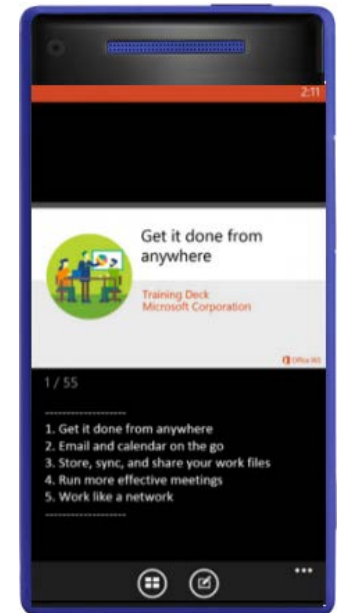 2:11
Get it done from
anywhere
Training Deck
Microsoft Corporation
Office 365
1 / 55
--------------------
1. Get it done from anywhere
2. Email and calendar on the go
3. Store, sync, and share your work files
4. Run more effective meetings
5. Work like a network
--------------------